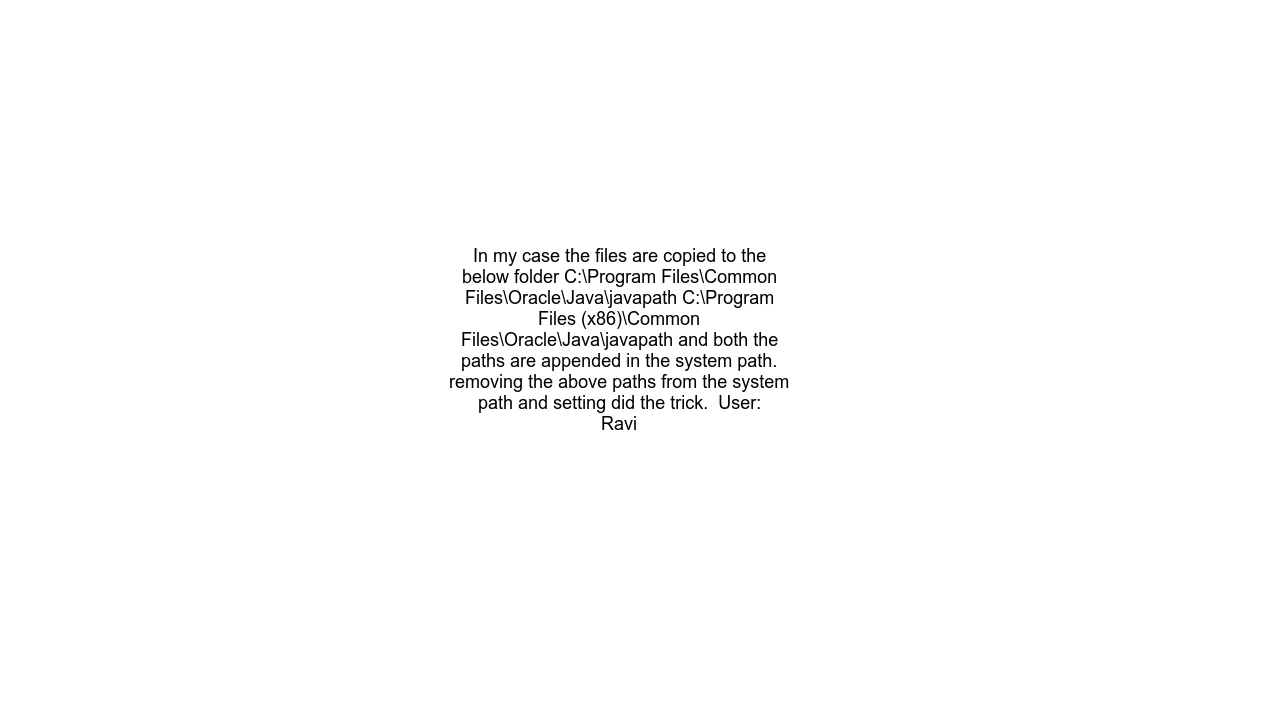 In my case the files are copied to the
below folder C:\Program Files\Common
Files\Oracle\Java\javapath C:\Program
Files (x86)\Common
Files\Oracle\Java\javapath and both the
paths are appended in the system path.
removing the above paths from the system
path and setting did the trick.  User:
Ravi